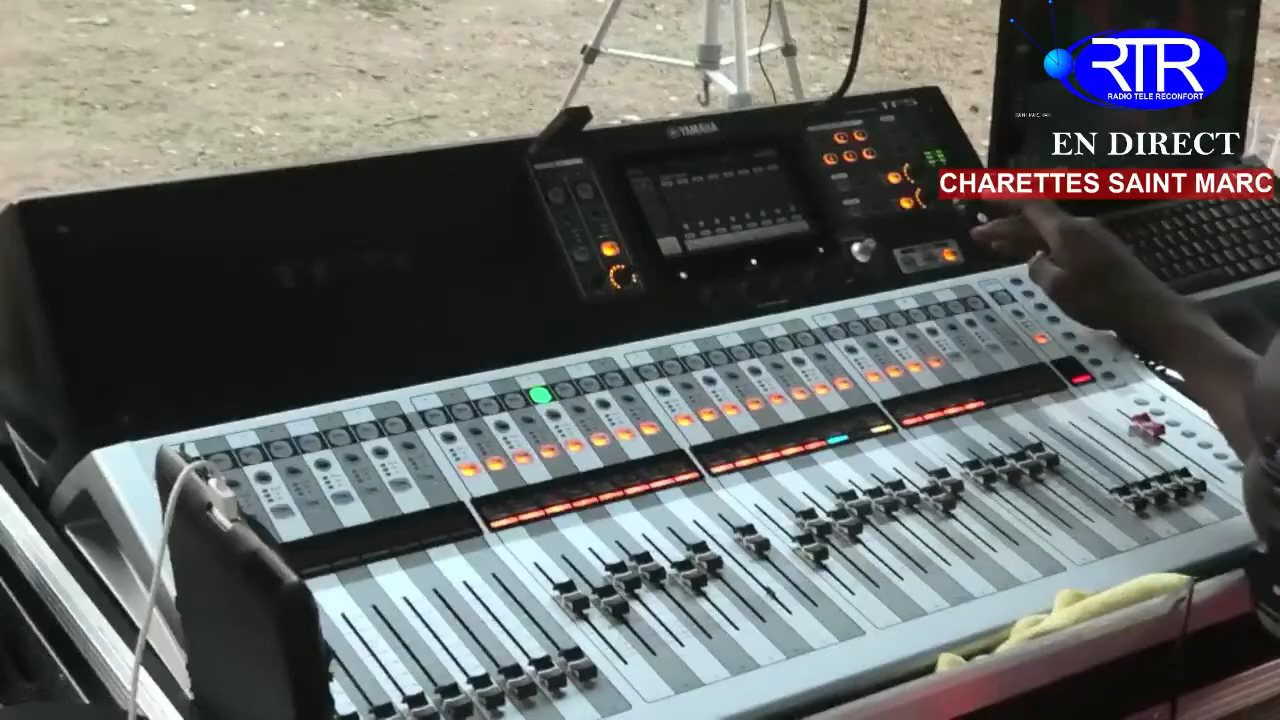 RTR
RADIO TELE RECONFORT
EN DIRECT
CHARETTES SAINT MARC
YAMAHA
TF5